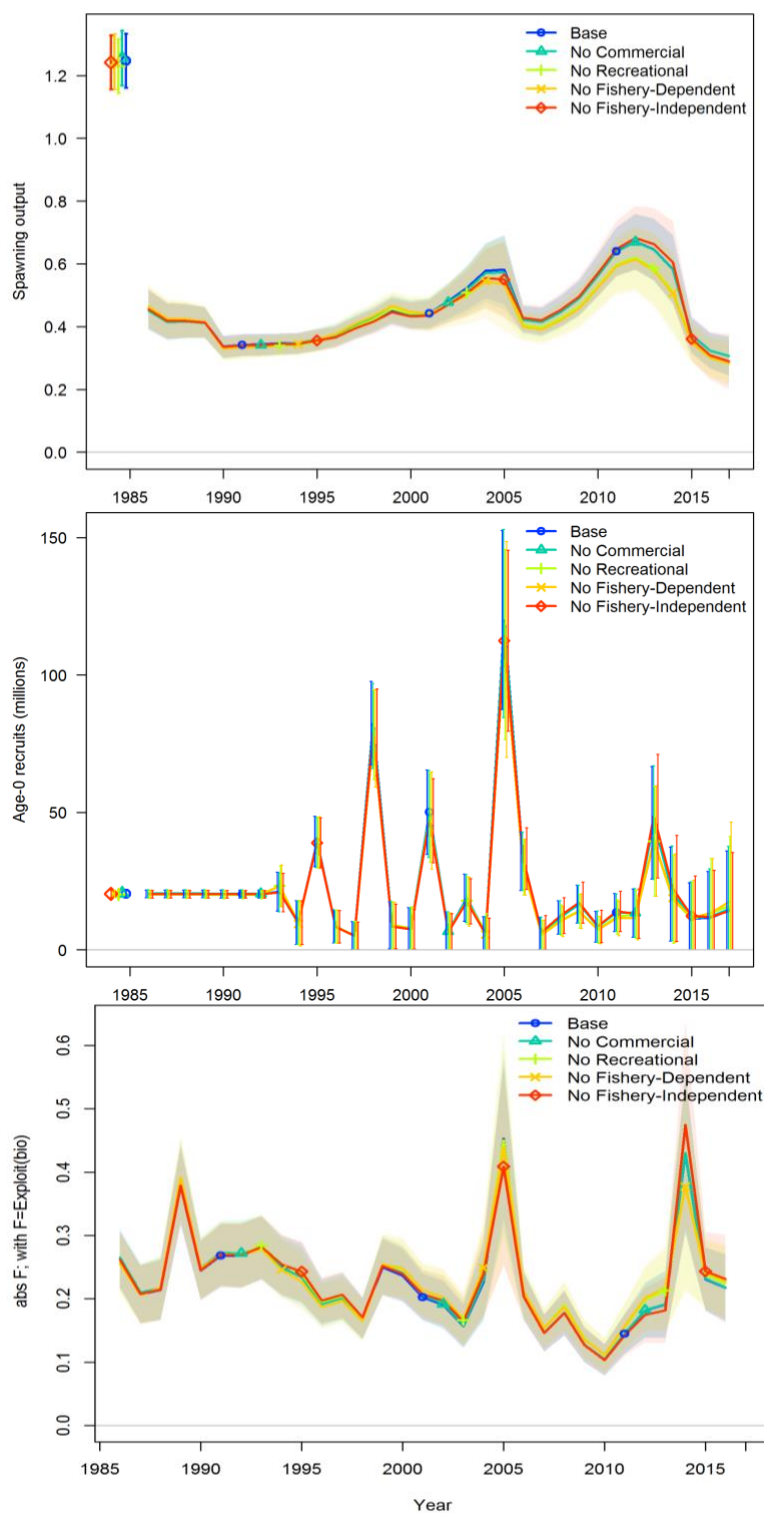 Base
No Commercial
No Recreational
No Fishery-Dependent
No Fishery-Independent
Spawning output
1.2
1.0
0.8
0.6
0.4
0.2
0.0
1985 1990 1995 2000 2005 2010 2015
Base
No Commercial
No Recreational
No Fishery-Dependent
No Fishery-Independent
Age-0 recruits (millions)
150
100
50
0
1985 1990 1995 2000 2005 2010 2015
Base
No Commercial
No Recreational
No Fishery-Dependent
No Fishery-Independent
abs F; with F=Exploit(bio)
0.6
0.5
0.4
0.3
0.2
0.1
0.0
1985 1990 1995 2000 2005 2010 2015
Year